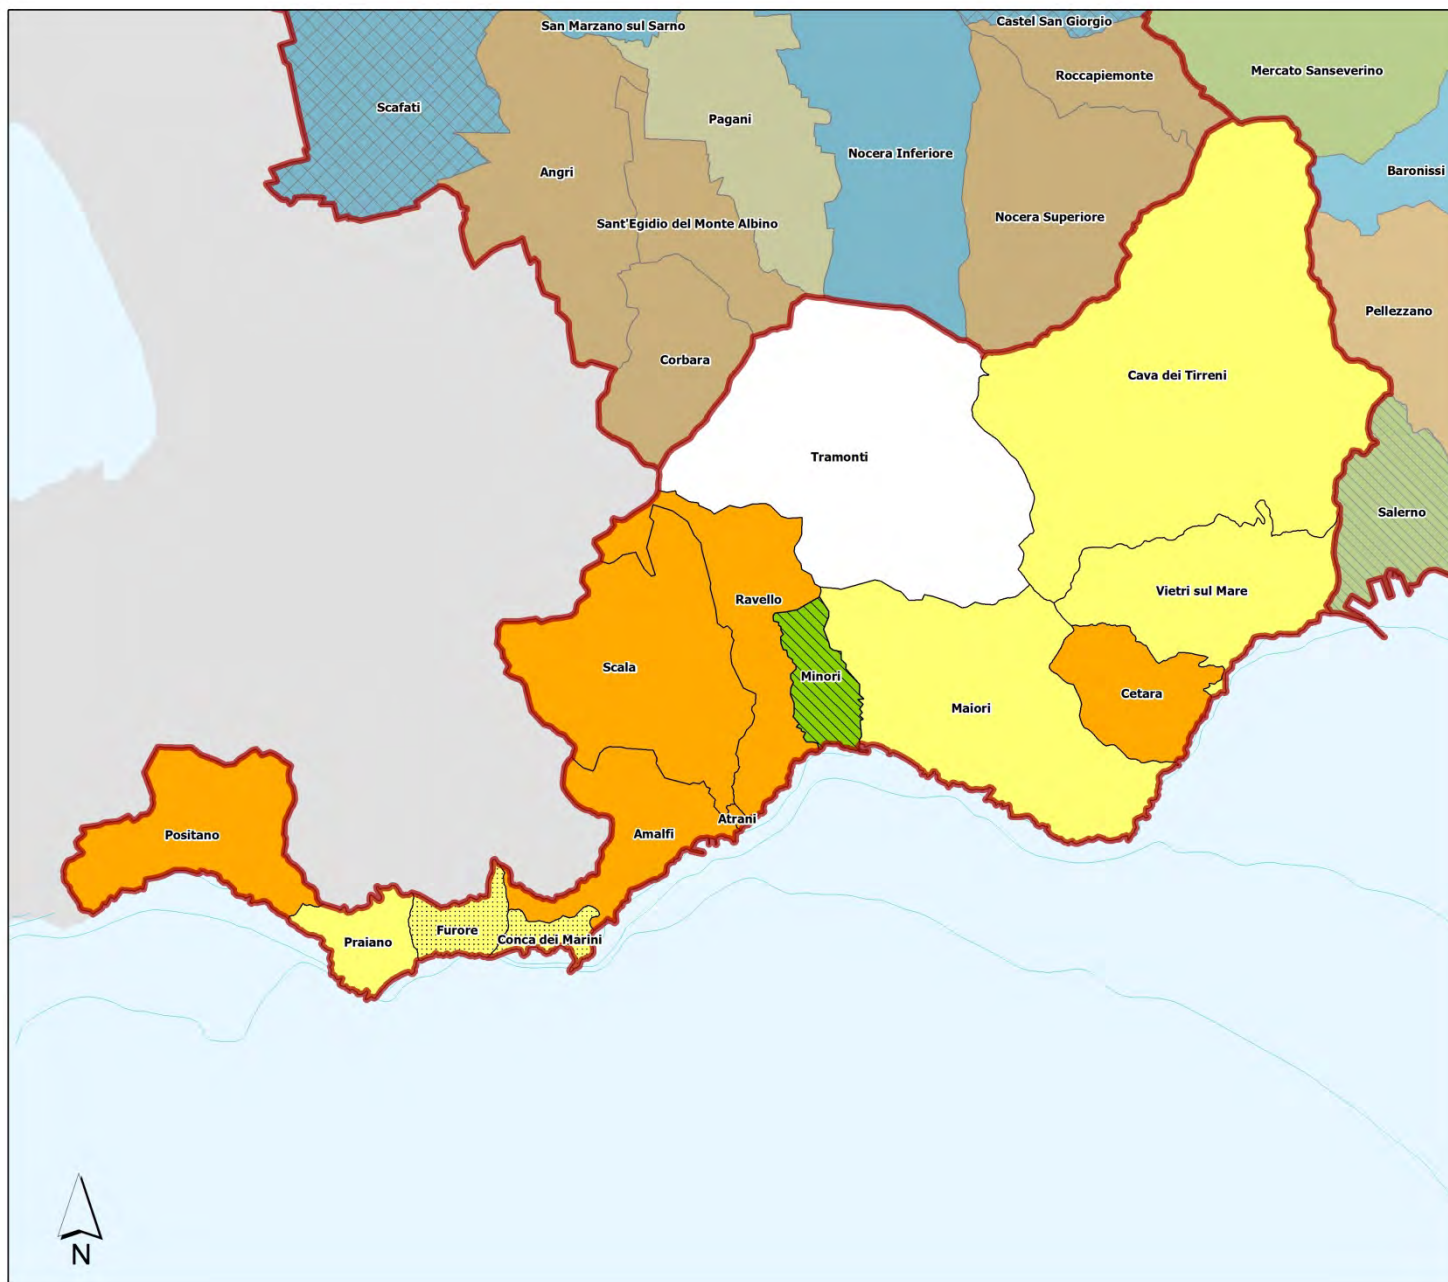 San Marzano sul Sarno
Castel San Giorgio
Roccapiemonte
Mercato Sanseverino
Scafati
Pagani
Nocera Inferiore
Baronissi
Angri
Sant'Egidio del Monte Albino
Nocera Superiore
Pellezzano
Corbara
Cava dei Tirreni
Tramonti
Salerno
Vietri sul Mare
Ravello
Scala
Minori
Cetara
Maiori
Atrani
Positano
Amalfi
Furore
Praiano
Conca dei Marini
N